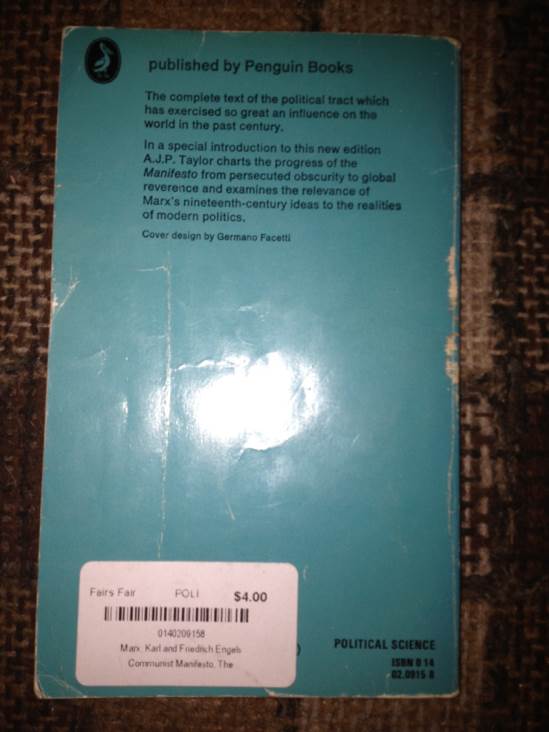 published by Penguin Books
The complete text of the political tract which
has exercised so great an influence on the
world in the past century.
In a special introduction to this new edition
A.J.P. Taylor charts the progress of the
Manifesto from persecuted obscurity to global
reverence and examines the relevance of
Marx's nineteenth-century ideas to the realities
of modern politics.
Cover design by Germano Facetti
Fairs Fair POLI $4.00
0140209158
Marx, Karl and Friedrich Engels
Communist Manifesto, The
POLITICAL SCIENCE
ISBN 0 14
02.0915 8